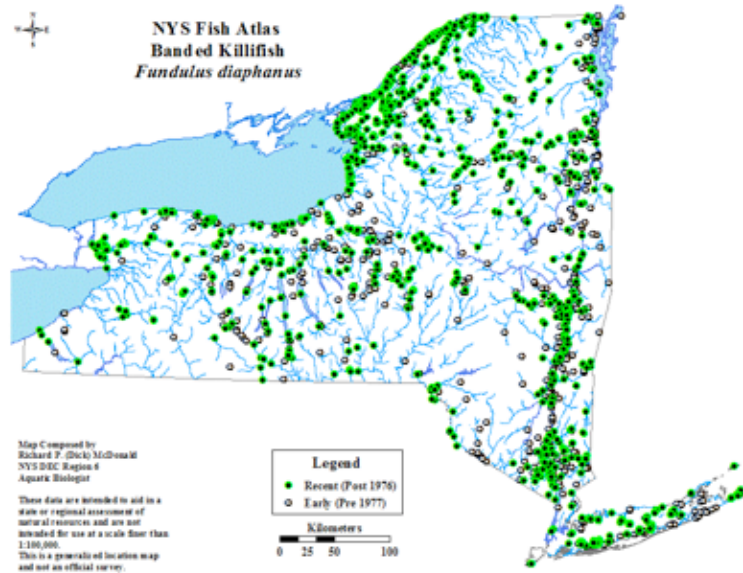 NYS Fish Atlas
Banded Killifish
Fundulus diaphanus
Map Composed by
Richard P. (Dick) McDonald
NYS DEC Region 6
Aquatic Biologist
These data are intended to aid in a
state or regional assessment of
natural resources and are not
intended for use at a scale finer than
1:100,000.
This is a generalized location map
and not an official survey.
Legend
Recent (Post 1976)
Early (Pre 1977)
Kilometers
0 25 50 100